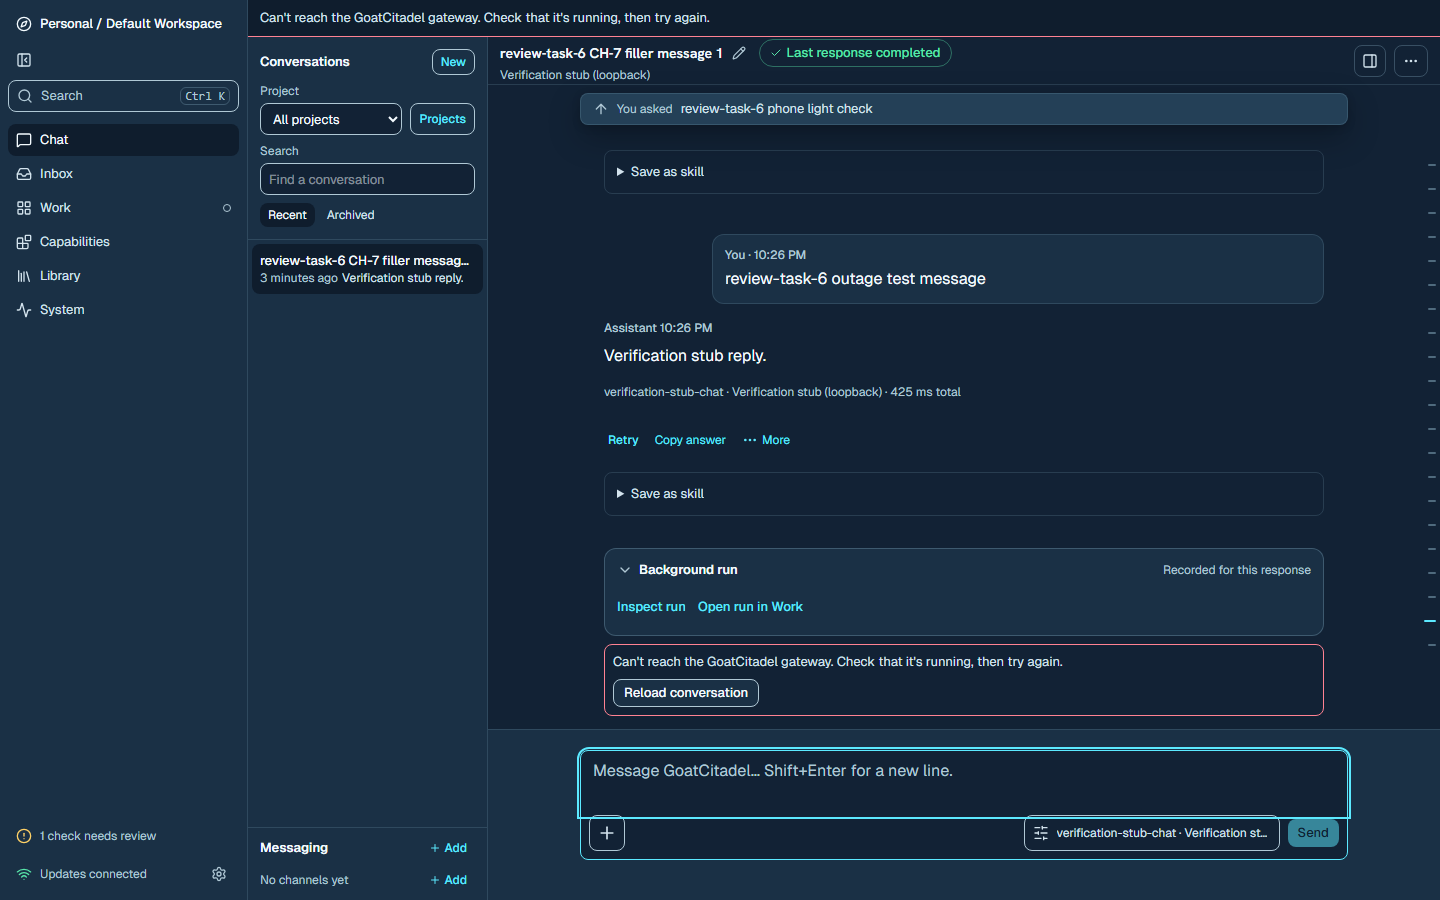 Personal / Default Workspace
Search
Ctrl K
Chat
Inbox
Work
Capabilities
Library
System
1 check needs review
Updates connected
Can't reach the GoatCitadel gateway. Check that it's running, then try again.
Conversations
New
Project
All projects
Projects
Search
Find a conversation
Recent
Archived
review-task-6 CH-7 filler messag...
3 minutes ago Verification stub reply.
Messaging
+ Add
No channels yet
+ Add
review-task-6 CH-7 filler message 1
Last response completed
Verification stub (loopback)
You asked review-task-6 phone light check
Save as skill
You · 10:26 PM
review-task-6 outage test message
Assistant 10:26 PM
Verification stub reply.
verification-stub-chat · Verification stub (loopback) · 425 ms total
Retry
Copy answer
··· More
Save as skill
Background run
Recorded for this response
Inspect run
Open run in Work
Can't reach the GoatCitadel gateway. Check that it's running, then try again.
Reload conversation
Message GoatCitadel... Shift+Enter for a new line.
verification-stub-chat · Verification st...
Send